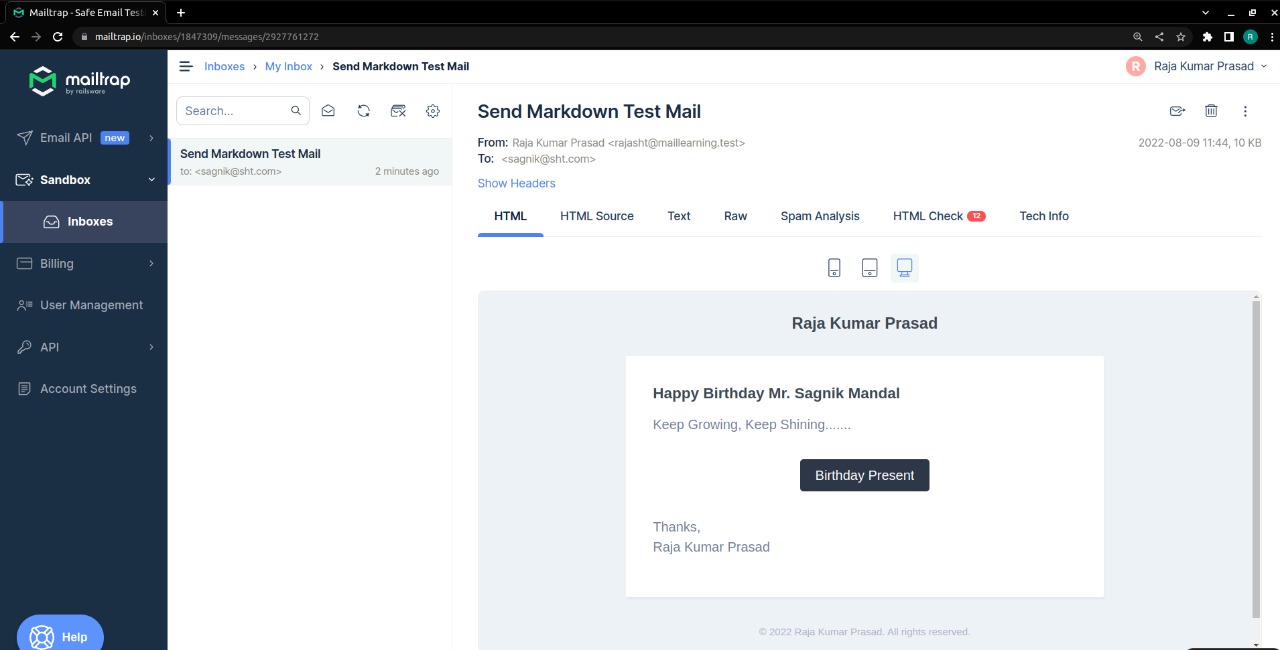 Mailtrap - Safe Email Test
mailtrap.io/inboxes/1847309/messages/2927761272
R
mailtrap
by railsware
Email API new
Sandbox
Inboxes
Billing
User Management
API
Account Settings
Help
Inboxes › My Inbox › Send Markdown Test Mail
R Raja Kumar Prasad
Search...
Send Markdown Test Mail
to: <sagnik@sht.com> 2 minutes ago
Send Markdown Test Mail
From: Raja Kumar Prasad <rajasht@maillearning.test>
2022-08-09 11:44, 10 KB
To: <sagnik@sht.com>
Show Headers
HTML HTML Source Text Raw Spam Analysis HTML Check 12 Tech Info
Raja Kumar Prasad
Happy Birthday Mr. Sagnik Mandal
Keep Growing, Keep Shining.......
Birthday Present
Thanks,
Raja Kumar Prasad
© 2022 Raja Kumar Prasad. All rights reserved.